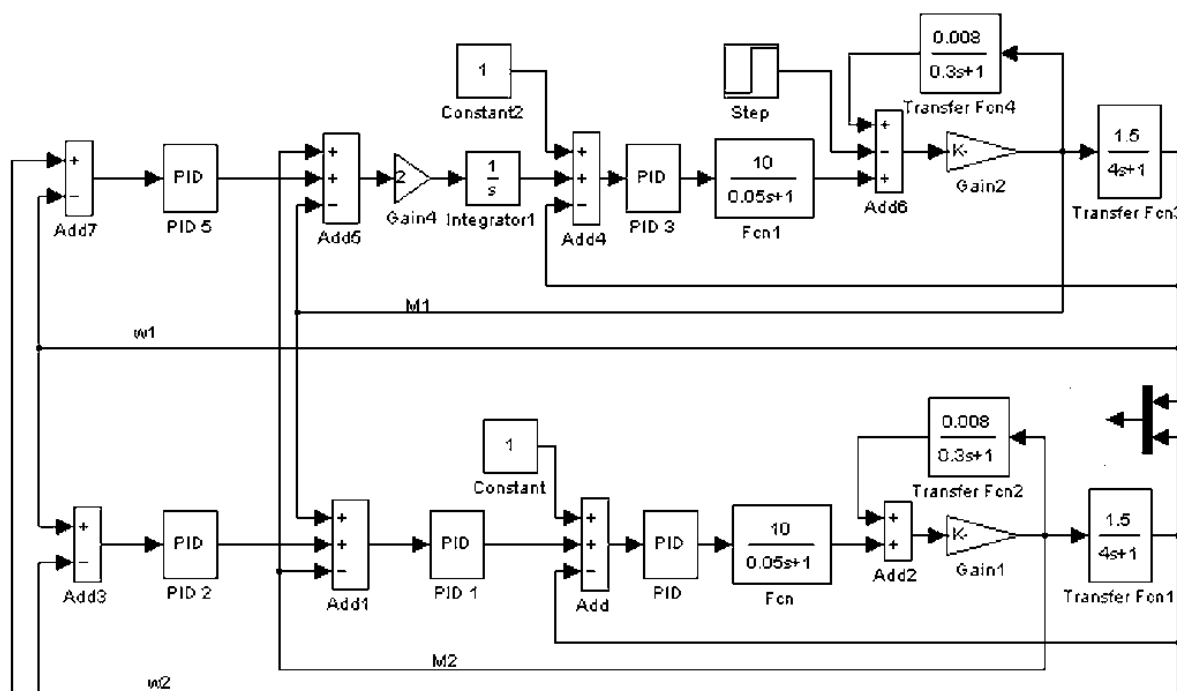 0.008
0.3s+1
Transfer Fcn4
1
Constant2
Step
+
-
Add7
PID
PID 5
+
+
-
Add5
2
Gain4
1
s
Integrator1
+
+
-
Add4
PID
PID 3
10
0.05s+1
Fcn1
+
-
+
Add6
K-
Gain2
1.5
4s+1
Transfer Fcn3
M1
w1
0.008
0.3s+1
Transfer Fcn2
1
Constant
+
-
Add3
PID
PID 2
+
+
-
Add1
PID
PID 1
+
+
-
Add
PID
PID
10
0.05s+1
Fcn
+
+
Add2
K-
Gain1
1.5
4s+1
Transfer Fcn1
M2
w2